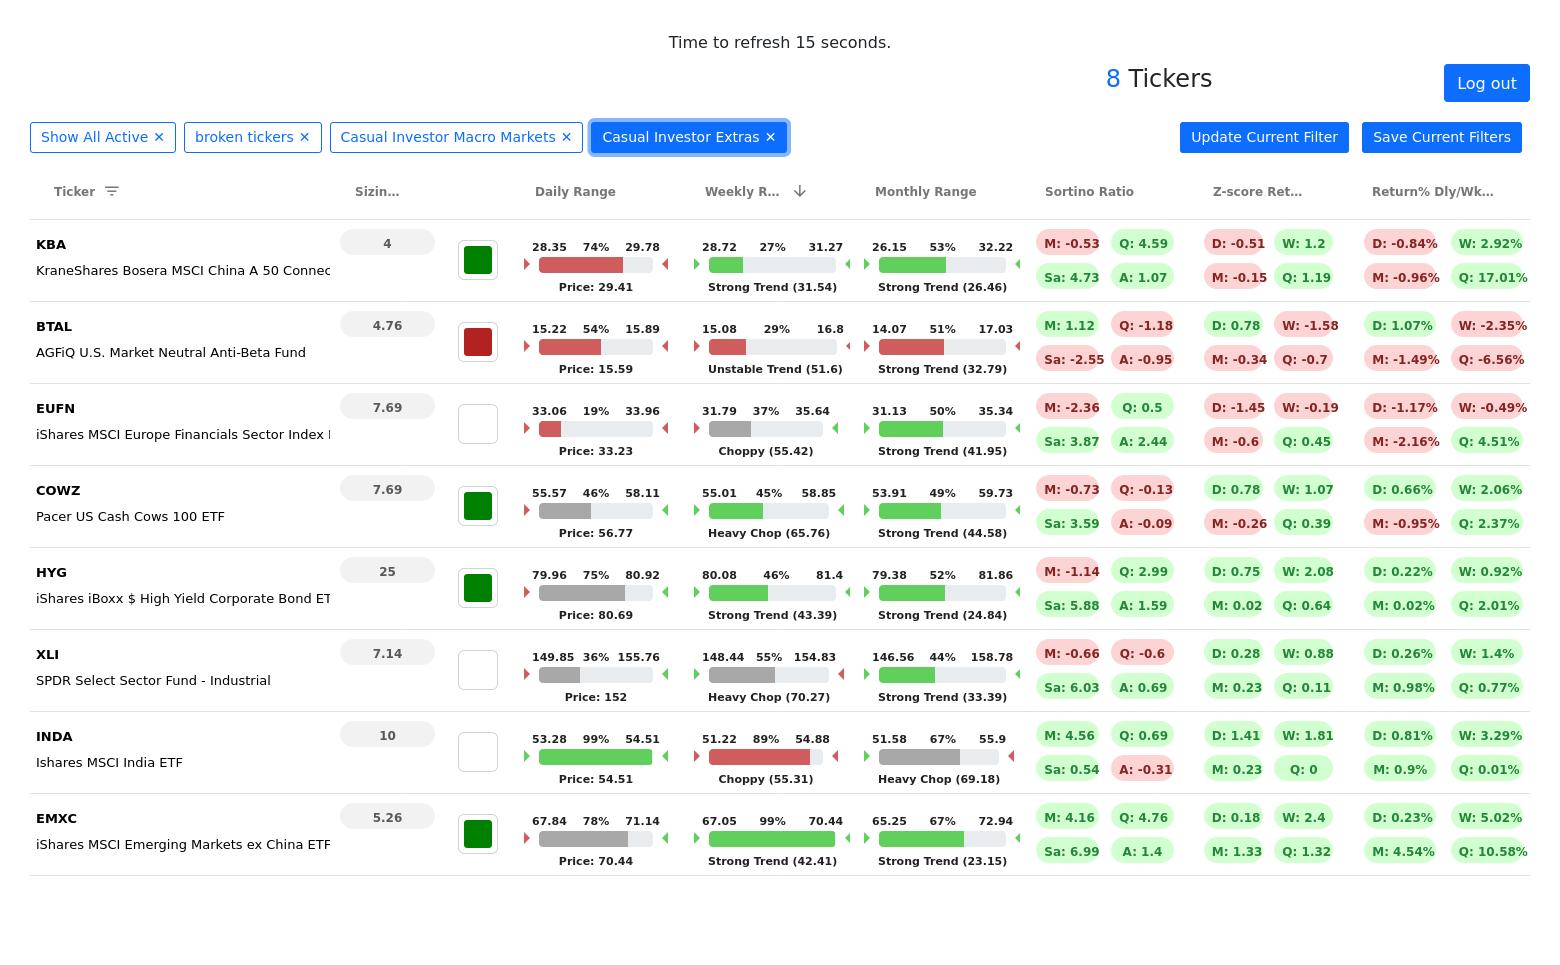 Time to refresh 15 seconds.
8 Tickers
Log out
Show All Active ✕ broken tickers ✕ Casual Investor Macro Markets ✕ Casual Investor Extras ✕ Update Current Filter Save Current Filters
Ticker Sizin… Daily Range Weekly R… Monthly Range Sortino Ratio Z-score Ret… Return% Dly/Wk…
KBA 4 28.35 74% 29.78 28.72 27% 31.27 26.15 53% 32.22 M: -0.53 Q: 4.59 D: -0.51 W: 1.2 D: -0.84% W: 2.92%
KraneShares Bosera MSCI China A 50 Connec Price: 29.41 Strong Trend (31.54) Strong Trend (26.46) Sa: 4.73 A: 1.07 M: -0.15 Q: 1.19 M: -0.96% Q: 17.01%
BTAL 4.76 15.22 54% 15.89 15.08 29% 16.8 14.07 51% 17.03 M: 1.12 Q: -1.18 D: 0.78 W: -1.58 D: 1.07% W: -2.35%
AGFiQ U.S. Market Neutral Anti-Beta Fund Price: 15.59 Unstable Trend (51.6) Strong Trend (32.79) Sa: -2.55 A: -0.95 M: -0.34 Q: -0.7 M: -1.49% Q: -6.56%
EUFN 7.69 33.06 19% 33.96 31.79 37% 35.64 31.13 50% 35.34 M: -2.36 Q: 0.5 D: -1.45 W: -0.19 D: -1.17% W: -0.49%
iShares MSCI Europe Financials Sector Index Price: 33.23 Choppy (55.42) Strong Trend (41.95) Sa: 3.87 A: 2.44 M: -0.6 Q: 0.45 M: -2.16% Q: 4.51%
COWZ 7.69 55.57 46% 58.11 55.01 45% 58.85 53.91 49% 59.73 M: -0.73 Q: -0.13 D: 0.78 W: 1.07 D: 0.66% W: 2.06%
Pacer US Cash Cows 100 ETF Price: 56.77 Heavy Chop (65.76) Strong Trend (44.58) Sa: 3.59 A: -0.09 M: -0.26 Q: 0.39 M: -0.95% Q: 2.37%
HYG 25 79.96 75% 80.92 80.08 46% 81.4 79.38 52% 81.86 M: -1.14 Q: 2.99 D: 0.75 W: 2.08 D: 0.22% W: 0.92%
iShares iBoxx $ High Yield Corporate Bond ET Price: 80.69 Strong Trend (43.39) Strong Trend (24.84) Sa: 5.88 A: 1.59 M: 0.02 Q: 0.64 M: 0.02% Q: 2.01%
XLI 7.14 149.85 36% 155.76 148.44 55% 154.83 146.56 44% 158.78 M: -0.66 Q: -0.6 D: 0.28 W: 0.88 D: 0.26% W: 1.4%
SPDR Select Sector Fund - Industrial Price: 152 Heavy Chop (70.27) Strong Trend (33.39) Sa: 6.03 A: 0.69 M: 0.23 Q: 0.11 M: 0.98% Q: 0.77%
INDA 10 53.28 99% 54.51 51.22 89% 54.88 51.58 67% 55.9 M: 4.56 Q: 0.69 D: 1.41 W: 1.81 D: 0.81% W: 3.29%
Ishares MSCI India ETF Price: 54.51 Choppy (55.31) Heavy Chop (69.18) Sa: 0.54 A: -0.31 M: 0.23 Q: 0 M: 0.9% Q: 0.01%
EMXC 5.26 67.84 78% 71.14 67.05 99% 70.44 65.25 67% 72.94 M: 4.16 Q: 4.76 D: 0.18 W: 2.4 D: 0.23% W: 5.02%
iShares MSCI Emerging Markets ex China ETF Price: 70.44 Strong Trend (42.41) Strong Trend (23.15) Sa: 6.99 A: 1.4 M: 1.33 Q: 1.32 M: 4.54% Q: 10.58%